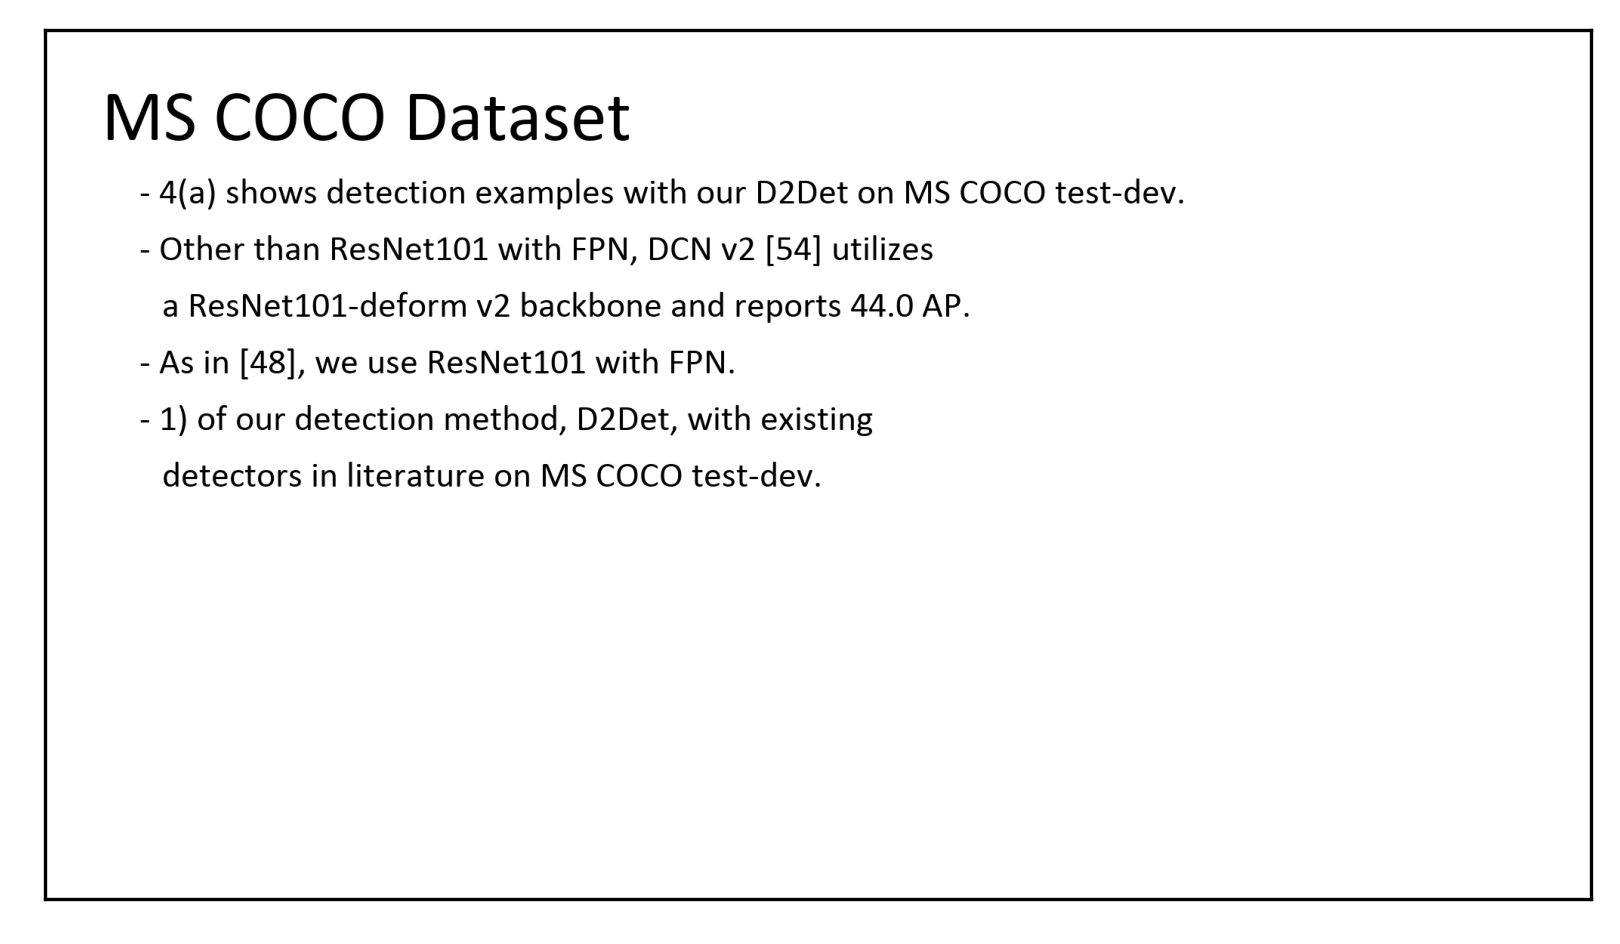 MS COCO Dataset
- 4(a) shows detection examples with our D2Det on MS COCO test-dev.
- Other than ResNet101 with FPN, DCN v2 [54] utilizes
a ResNet101-deform v2 backbone and reports 44.0 AP.
- As in [48], we use ResNet101 with FPN.
- 1) of our detection method, D2Det, with existing
detectors in literature on MS COCO test-dev.